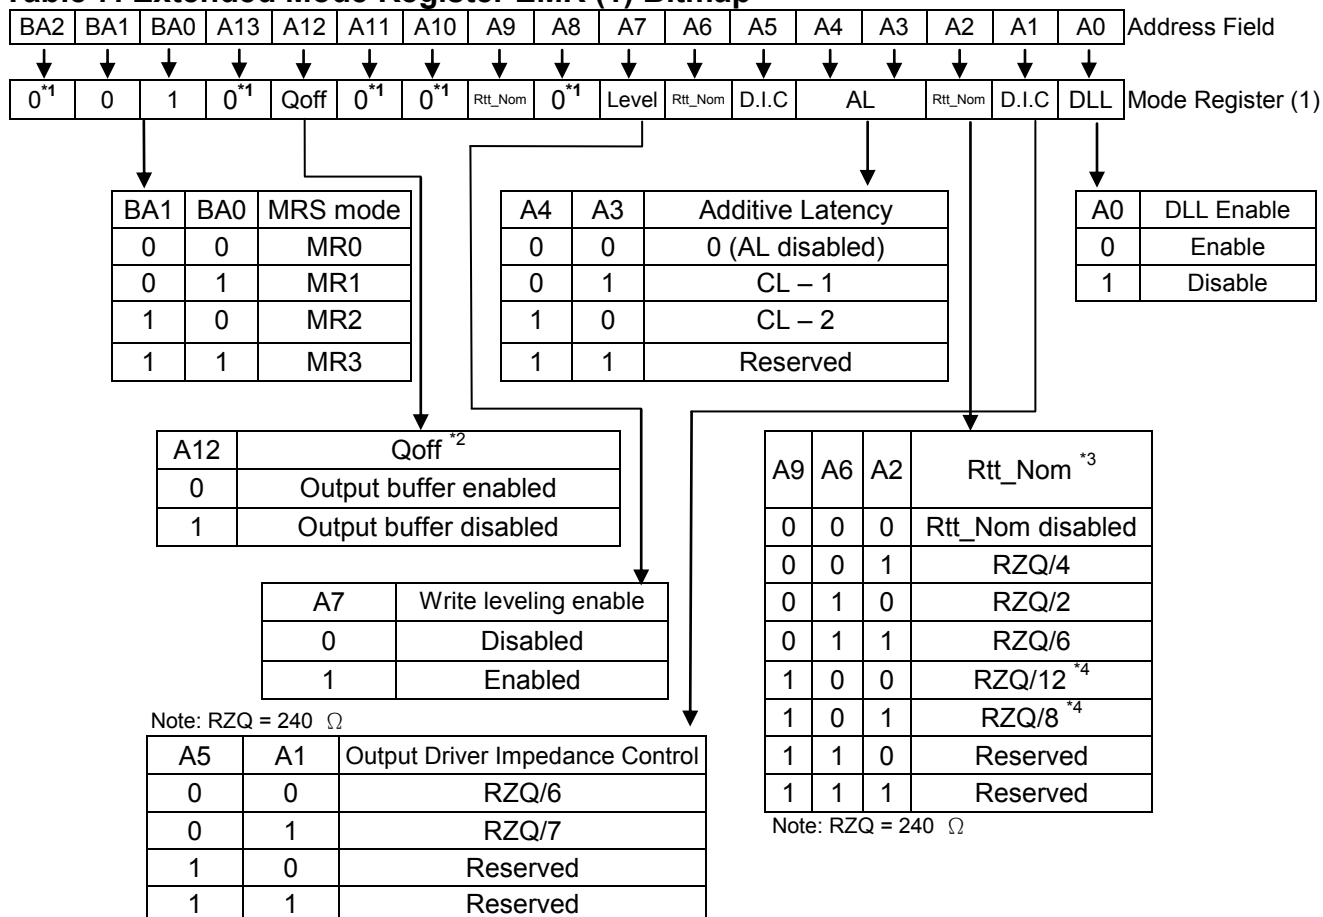 BA2 BA1 BA0 A13 A12 A11 A10 A9 A8 A7 A6 A5 A4 A3 A2 A1 A0 Address Field
0*1 0 1 0*1 Qoff 0*1 0*1 Rtt_Nom 0*1 Level Rtt_Nom D.I.C AL Rtt_Nom D.I.C DLL Mode Register (1)
BA1 BA0 MRS mode
0 0 MR0
0 1 MR1
1 0 MR2
1 1 MR3
A4 A3 Additive Latency
0 0 0 (AL disabled)
0 1 CL – 1
1 0 CL – 2
1 1 Reserved
A0 DLL Enable
0 Enable
1 Disable
A12 Qoff *2
0 Output buffer enabled
1 Output buffer disabled
A9 A6 A2 Rtt_Nom *3
0 0 0 Rtt_Nom disabled
0 0 1 RZQ/4
0 1 0 RZQ/2
0 1 1 RZQ/6
1 0 0 RZQ/12 *4
1 0 1 RZQ/8 *4
1 1 0 Reserved
1 1 1 Reserved
Note: RZQ = 240 Ω
A7 Write leveling enable
0 Disabled
1 Enabled
Note: RZQ = 240 Ω
A5 A1 Output Driver Impedance Control
0 0 RZQ/6
0 1 RZQ/7
1 0 Reserved
1 1 Reserved